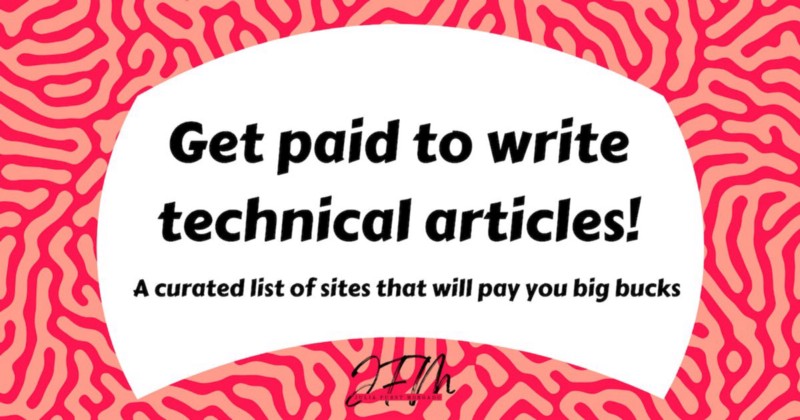 Get paid to write
technical articles!
A curated list of sites that will pay you big bucks
JFM